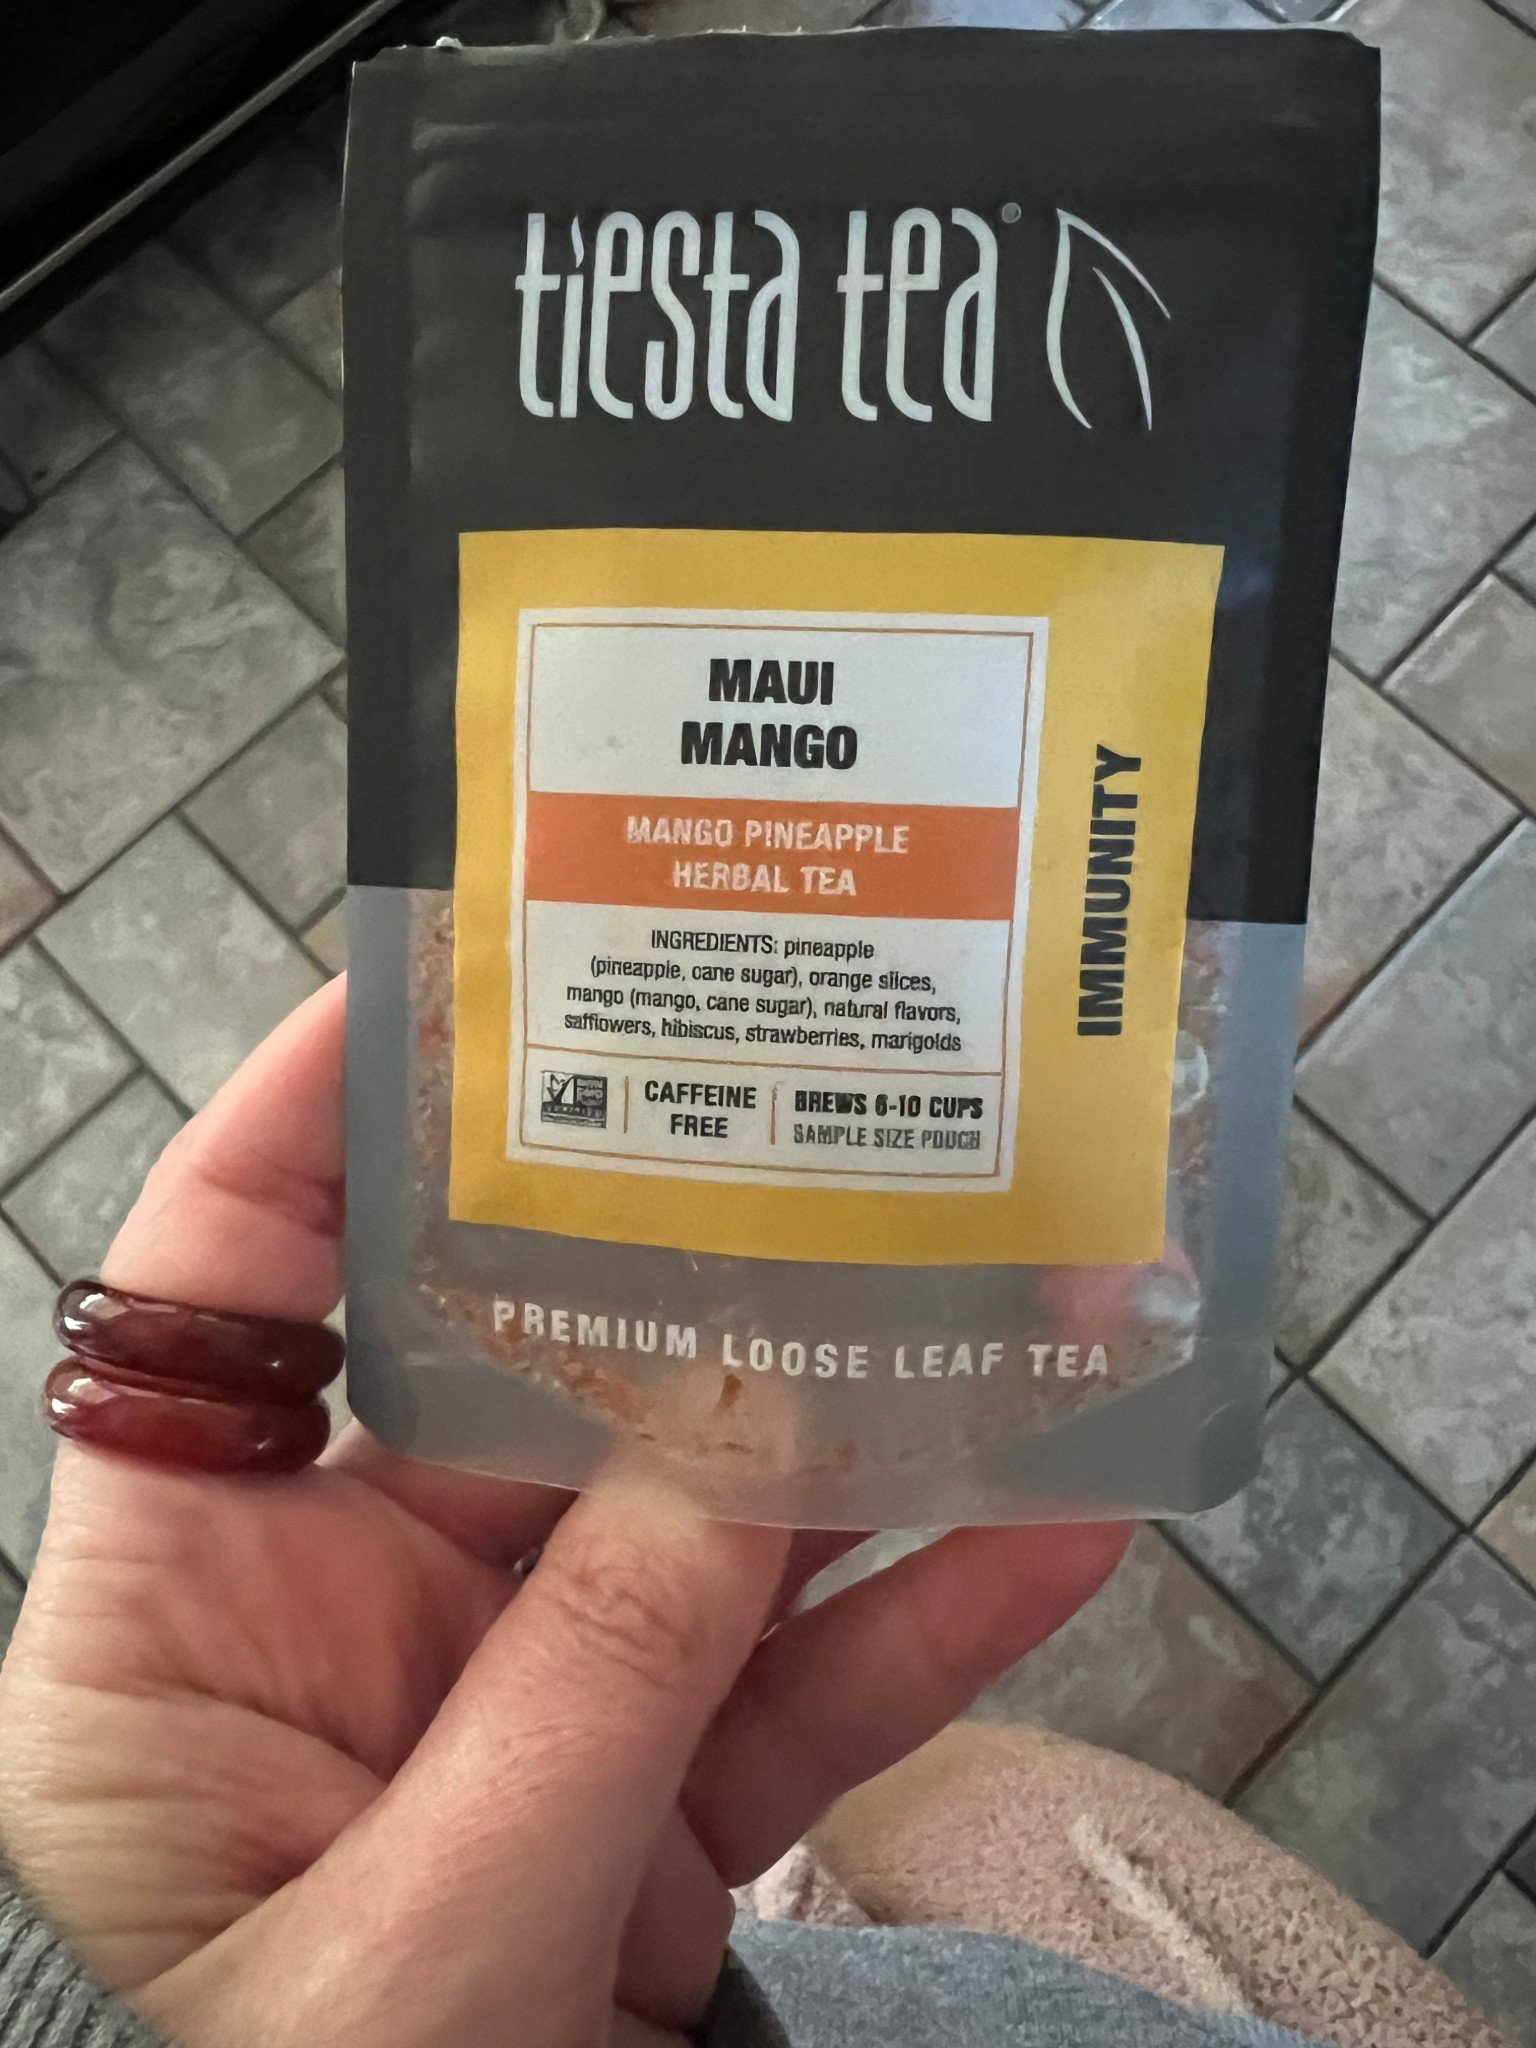 tiesta tea®
MAUI
MANGO
MANGO PINEAPPLE
HERBAL TEA
INGREDIENTS: pineapple
(pineapple, cane sugar), orange slices,
mango (mango, cane sugar), natural flavors,
safflowers, hibiscus, strawberries, marigolds
CAFFEINE
FREE
BREWS 6-10 CUPS
SAMPLE SIZE POUCH
IMMUNITY
PREMIUM LOOSE LEAF TEA